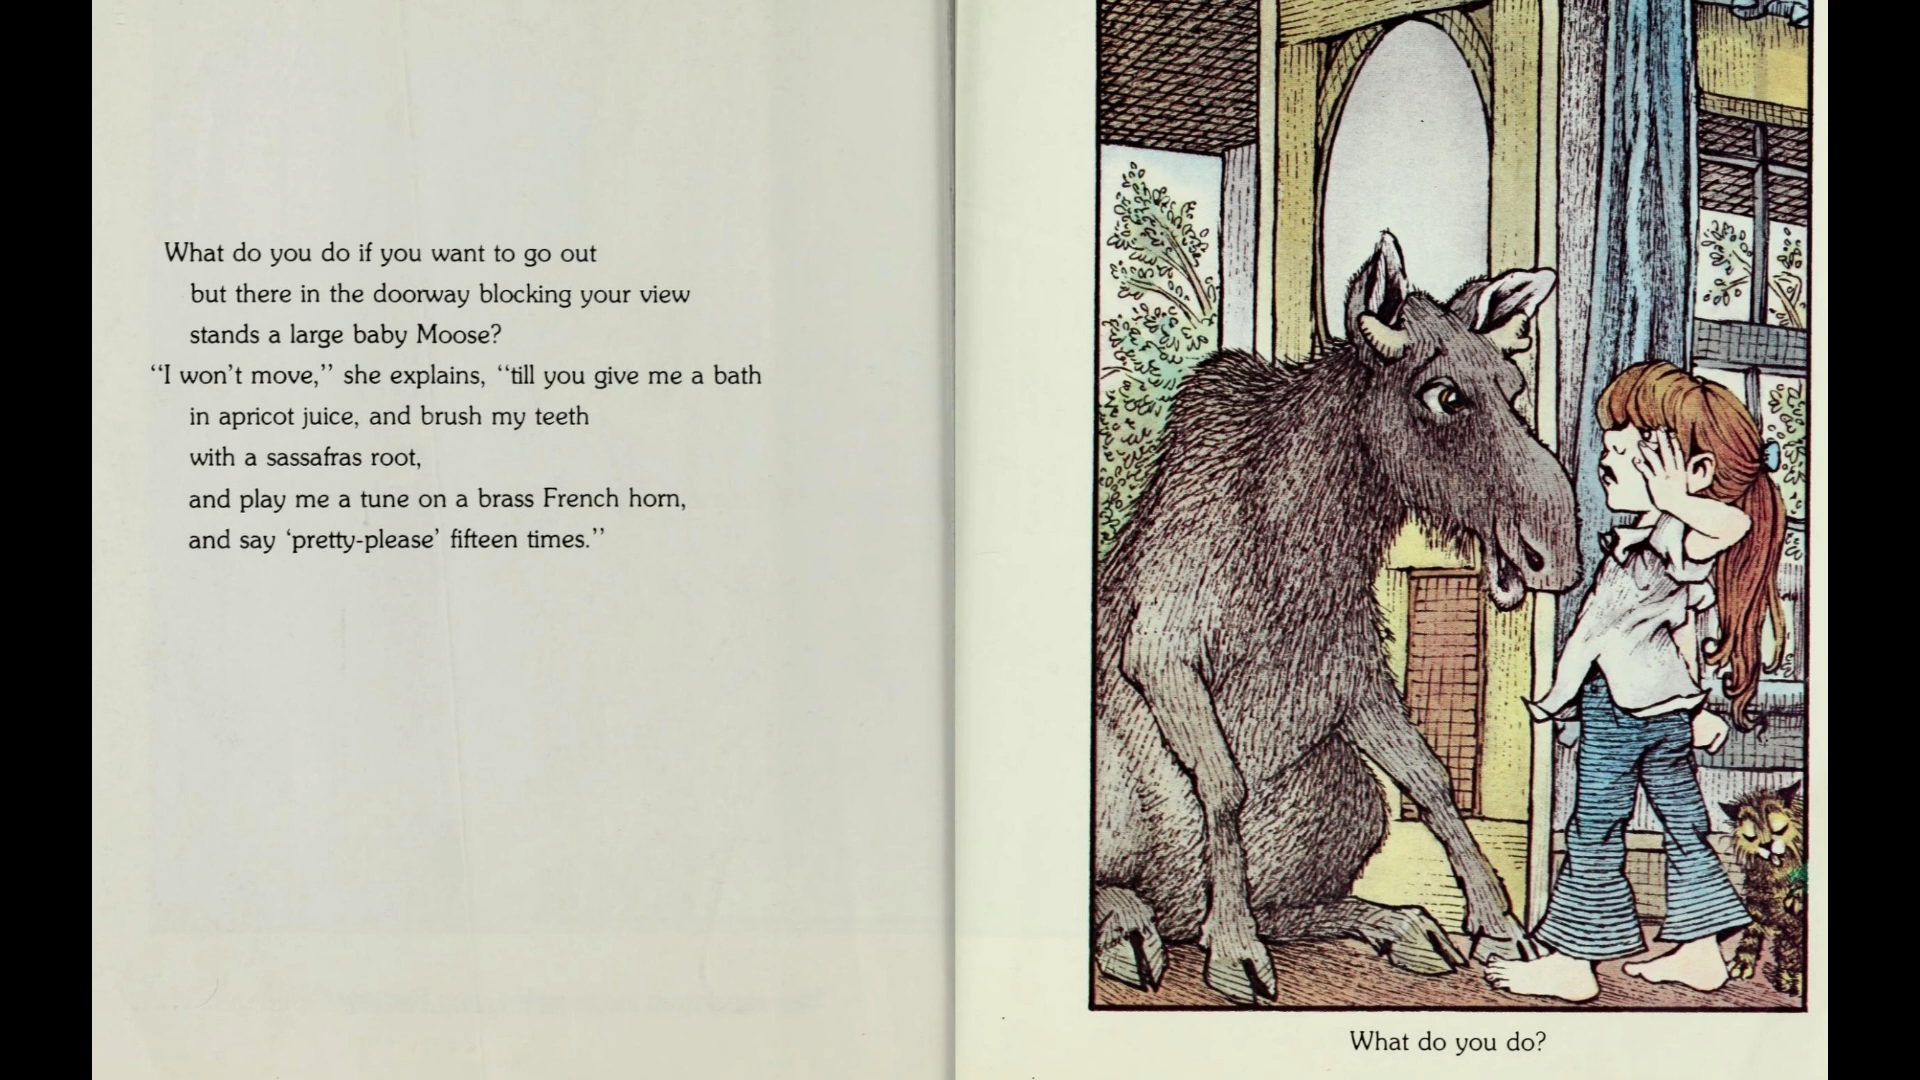 What do you do if you want to go out
but there in the doorway blocking your view
stands a large baby Moose?
“I won’t move,” she explains, “till you give me a bath
in apricot juice, and brush my teeth
with a sassafras root,
and play me a tune on a brass French horn,
and say ‘pretty-please’ fifteen times.”
What do you do?